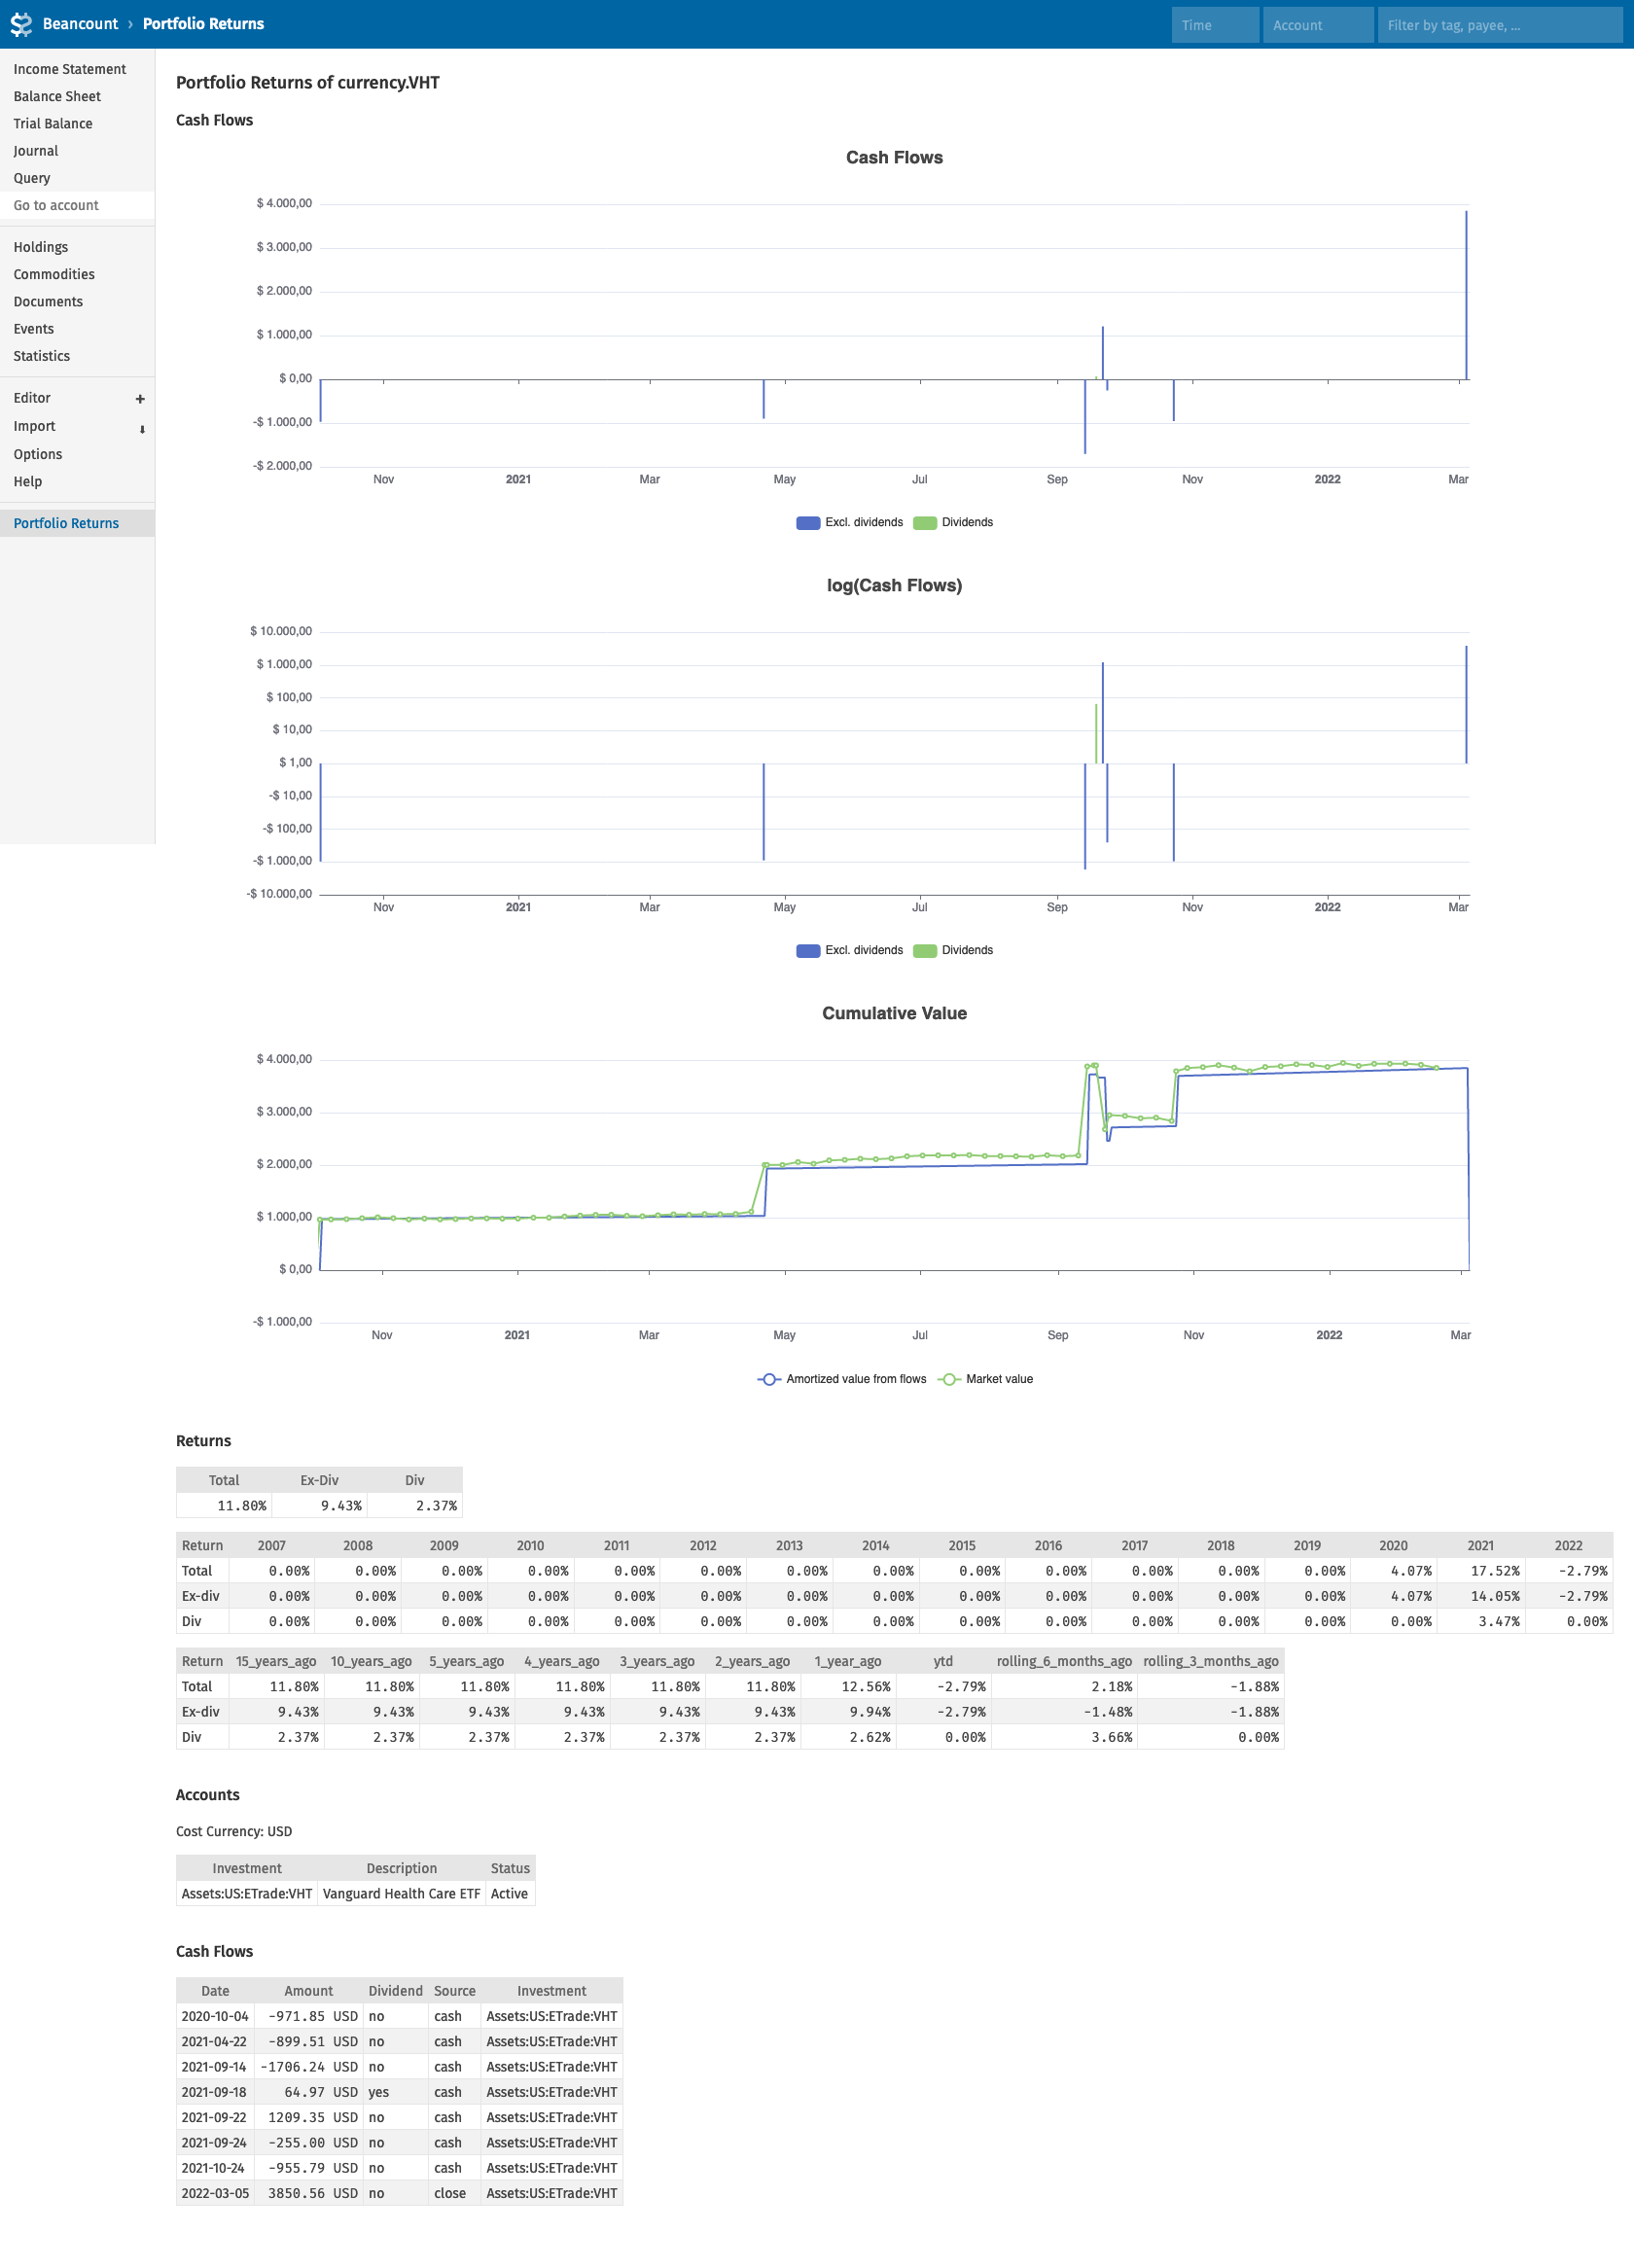 Beancount › Portfolio Returns
Time
Account
Filter by tag, payee, ...
Income Statement
Balance Sheet
Trial Balance
Journal
Query
Go to account
Holdings
Commodities
Documents
Events
Statistics
Editor +
Import
Options
Help
Portfolio Returns
Portfolio Returns of currency.VHT
Cash Flows
Cash Flows
$ 4.000,00
$ 3.000,00
$ 2.000,00
$ 1.000,00
$ 0,00
-$ 1.000,00
-$ 2.000,00
Nov 2021 Mar May Jul Sep Nov 2022 Mar
Excl. dividends Dividends
log(Cash Flows)
$ 10.000,00
$ 1.000,00
$ 100,00
$ 10,00
$ 1,00
-$ 10,00
-$ 100,00
-$ 1.000,00
-$ 10.000,00
Nov 2021 Mar May Jul Sep Nov 2022 Mar
Excl. dividends Dividends
Cumulative Value
$ 4.000,00
$ 3.000,00
$ 2.000,00
$ 1.000,00
$ 0,00
-$ 1.000,00
Nov 2021 Mar May Jul Sep Nov 2022 Mar
Amortized value from flows Market value
Returns
Total Ex-Div Div
11.80% 9.43% 2.37%
Return 2007 2008 2009 2010 2011 2012 2013 2014 2015 2016 2017 2018 2019 2020 2021 2022
Total 0.00% 0.00% 0.00% 0.00% 0.00% 0.00% 0.00% 0.00% 0.00% 0.00% 0.00% 0.00% 0.00% 4.07% 17.52% -2.79%
Ex-div 0.00% 0.00% 0.00% 0.00% 0.00% 0.00% 0.00% 0.00% 0.00% 0.00% 0.00% 0.00% 0.00% 4.07% 14.05% -2.79%
Div 0.00% 0.00% 0.00% 0.00% 0.00% 0.00% 0.00% 0.00% 0.00% 0.00% 0.00% 0.00% 0.00% 0.00% 3.47% 0.00%
Return 15_years_ago 10_years_ago 5_years_ago 4_years_ago 3_years_ago 2_years_ago 1_year_ago ytd rolling_6_months_ago rolling_3_months_ago
Total 11.80% 11.80% 11.80% 11.80% 11.80% 11.80% 12.56% -2.79% 2.18% -1.88%
Ex-div 9.43% 9.43% 9.43% 9.43% 9.43% 9.43% 9.94% -2.79% -1.48% -1.88%
Div 2.37% 2.37% 2.37% 2.37% 2.37% 2.37% 2.62% 0.00% 3.66% 0.00%
Accounts
Cost Currency: USD
Investment Description Status
Assets:US:ETrade:VHT Vanguard Health Care ETF Active
Cash Flows
Date Amount Dividend Source Investment
2020-10-04 -971.85 USD no cash Assets:US:ETrade:VHT
2021-04-22 -899.51 USD no cash Assets:US:ETrade:VHT
2021-09-14 -1706.24 USD no cash Assets:US:ETrade:VHT
2021-09-18 64.97 USD yes cash Assets:US:ETrade:VHT
2021-09-22 1209.35 USD no cash Assets:US:ETrade:VHT
2021-09-24 -255.00 USD no cash Assets:US:ETrade:VHT
2021-10-24 -955.79 USD no cash Assets:US:ETrade:VHT
2022-03-05 3850.56 USD no close Assets:US:ETrade:VHT